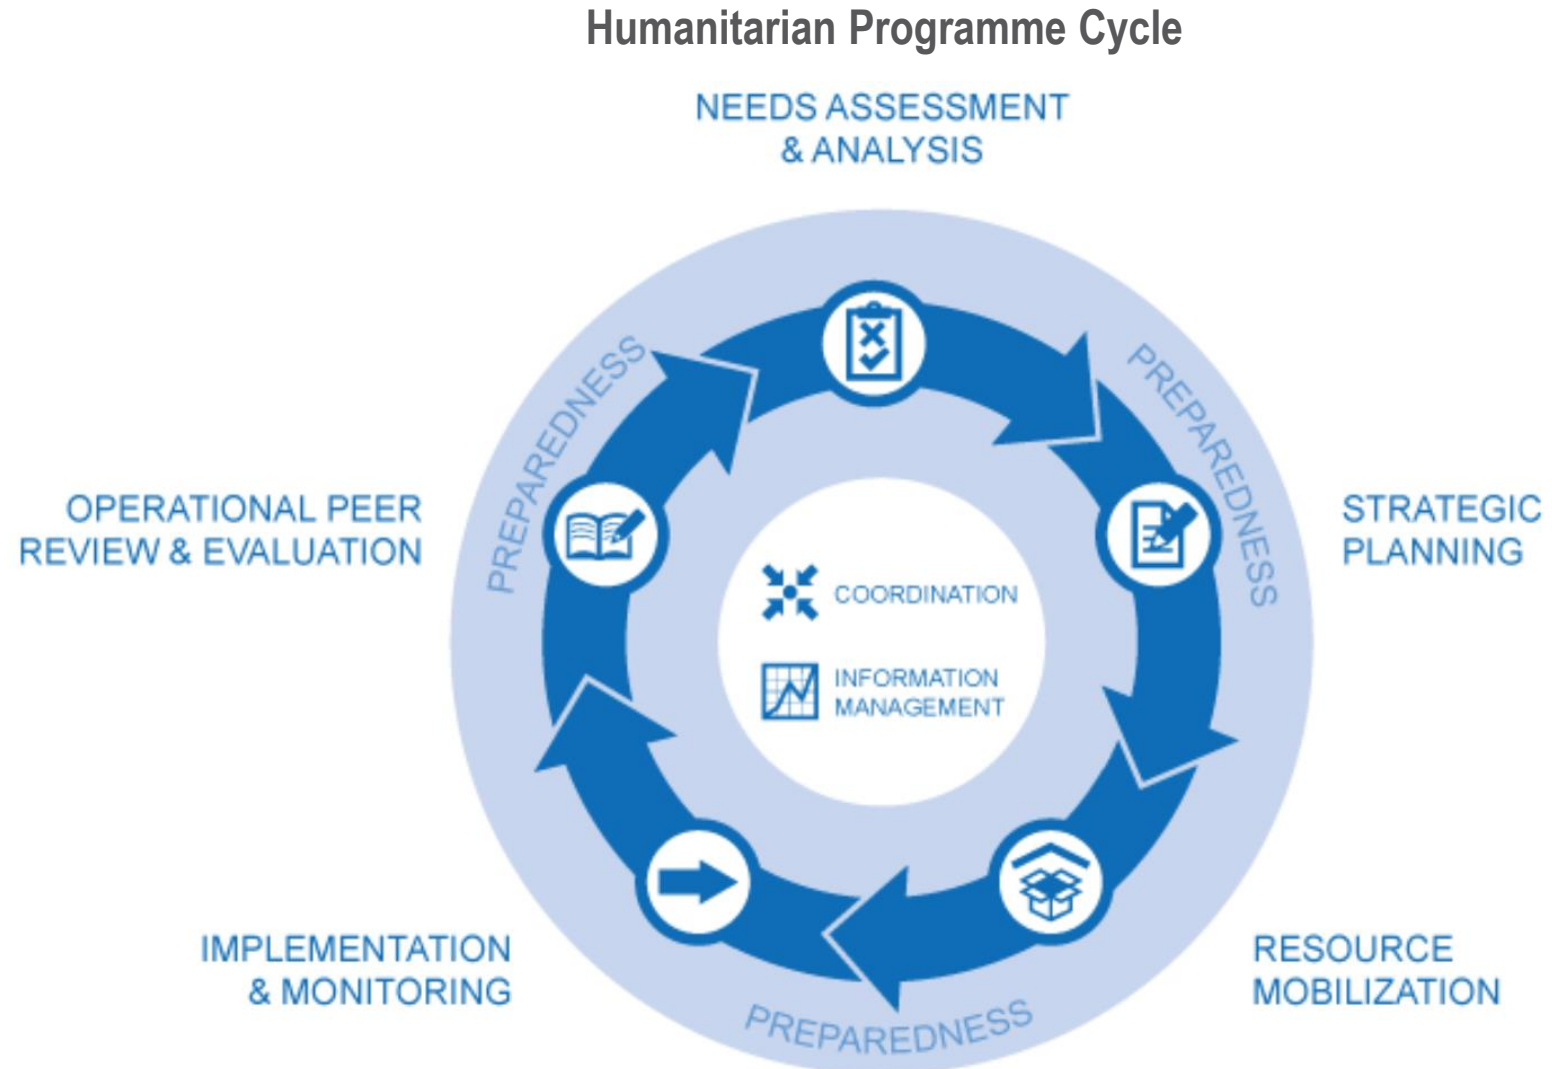 Humanitarian Programme Cycle
NEEDS ASSESSMENT
& ANALYSIS
PREPAREDNESS
PREPAREDNESS
OPERATIONAL PEER
REVIEW & EVALUATION
STRATEGIC
PLANNING
COORDINATION
INFORMATION
MANAGEMENT
IMPLEMENTATION
& MONITORING
RESOURCE
MOBILIZATION
PREPAREDNESS